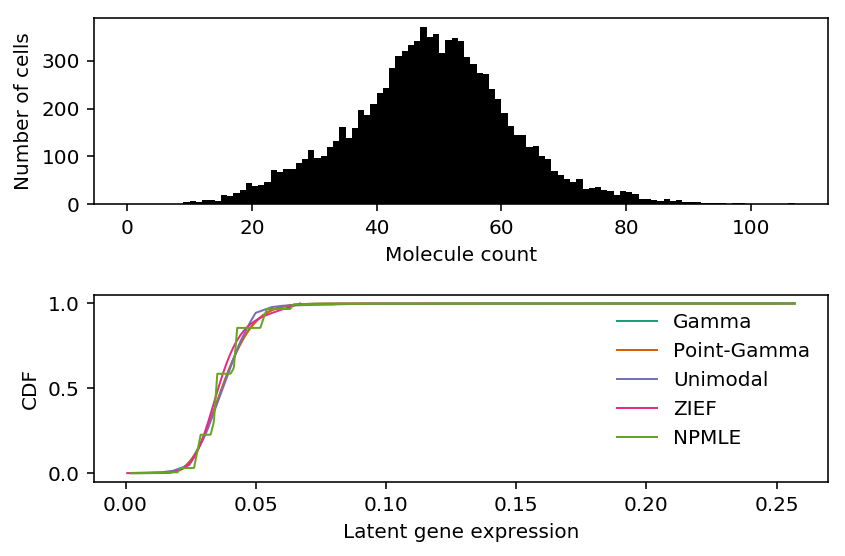 Number of cells
300
200
100
0
0 20 40 60 80 100
Molecule count
CDF
1.0
0.5
0.0
Gamma
Point-Gamma
Unimodal
ZIEF
NPMLE
0.00 0.05 0.10 0.15 0.20 0.25
Latent gene expression